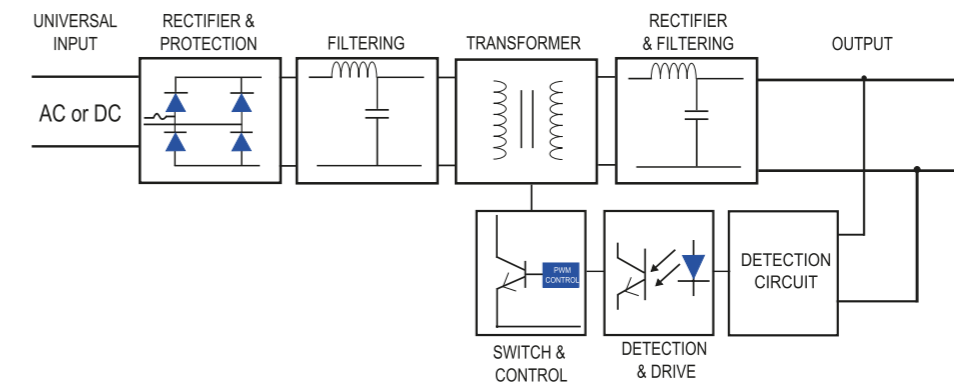 UNIVERSAL
INPUT
RECTIFIER &
PROTECTION
FILTERING
TRANSFORMER
RECTIFIER
& FILTERING
OUTPUT
AC or DC
PWM
CONTROL
DETECTION
CIRCUIT
SWITCH &
CONTROL
DETECTION
& DRIVE